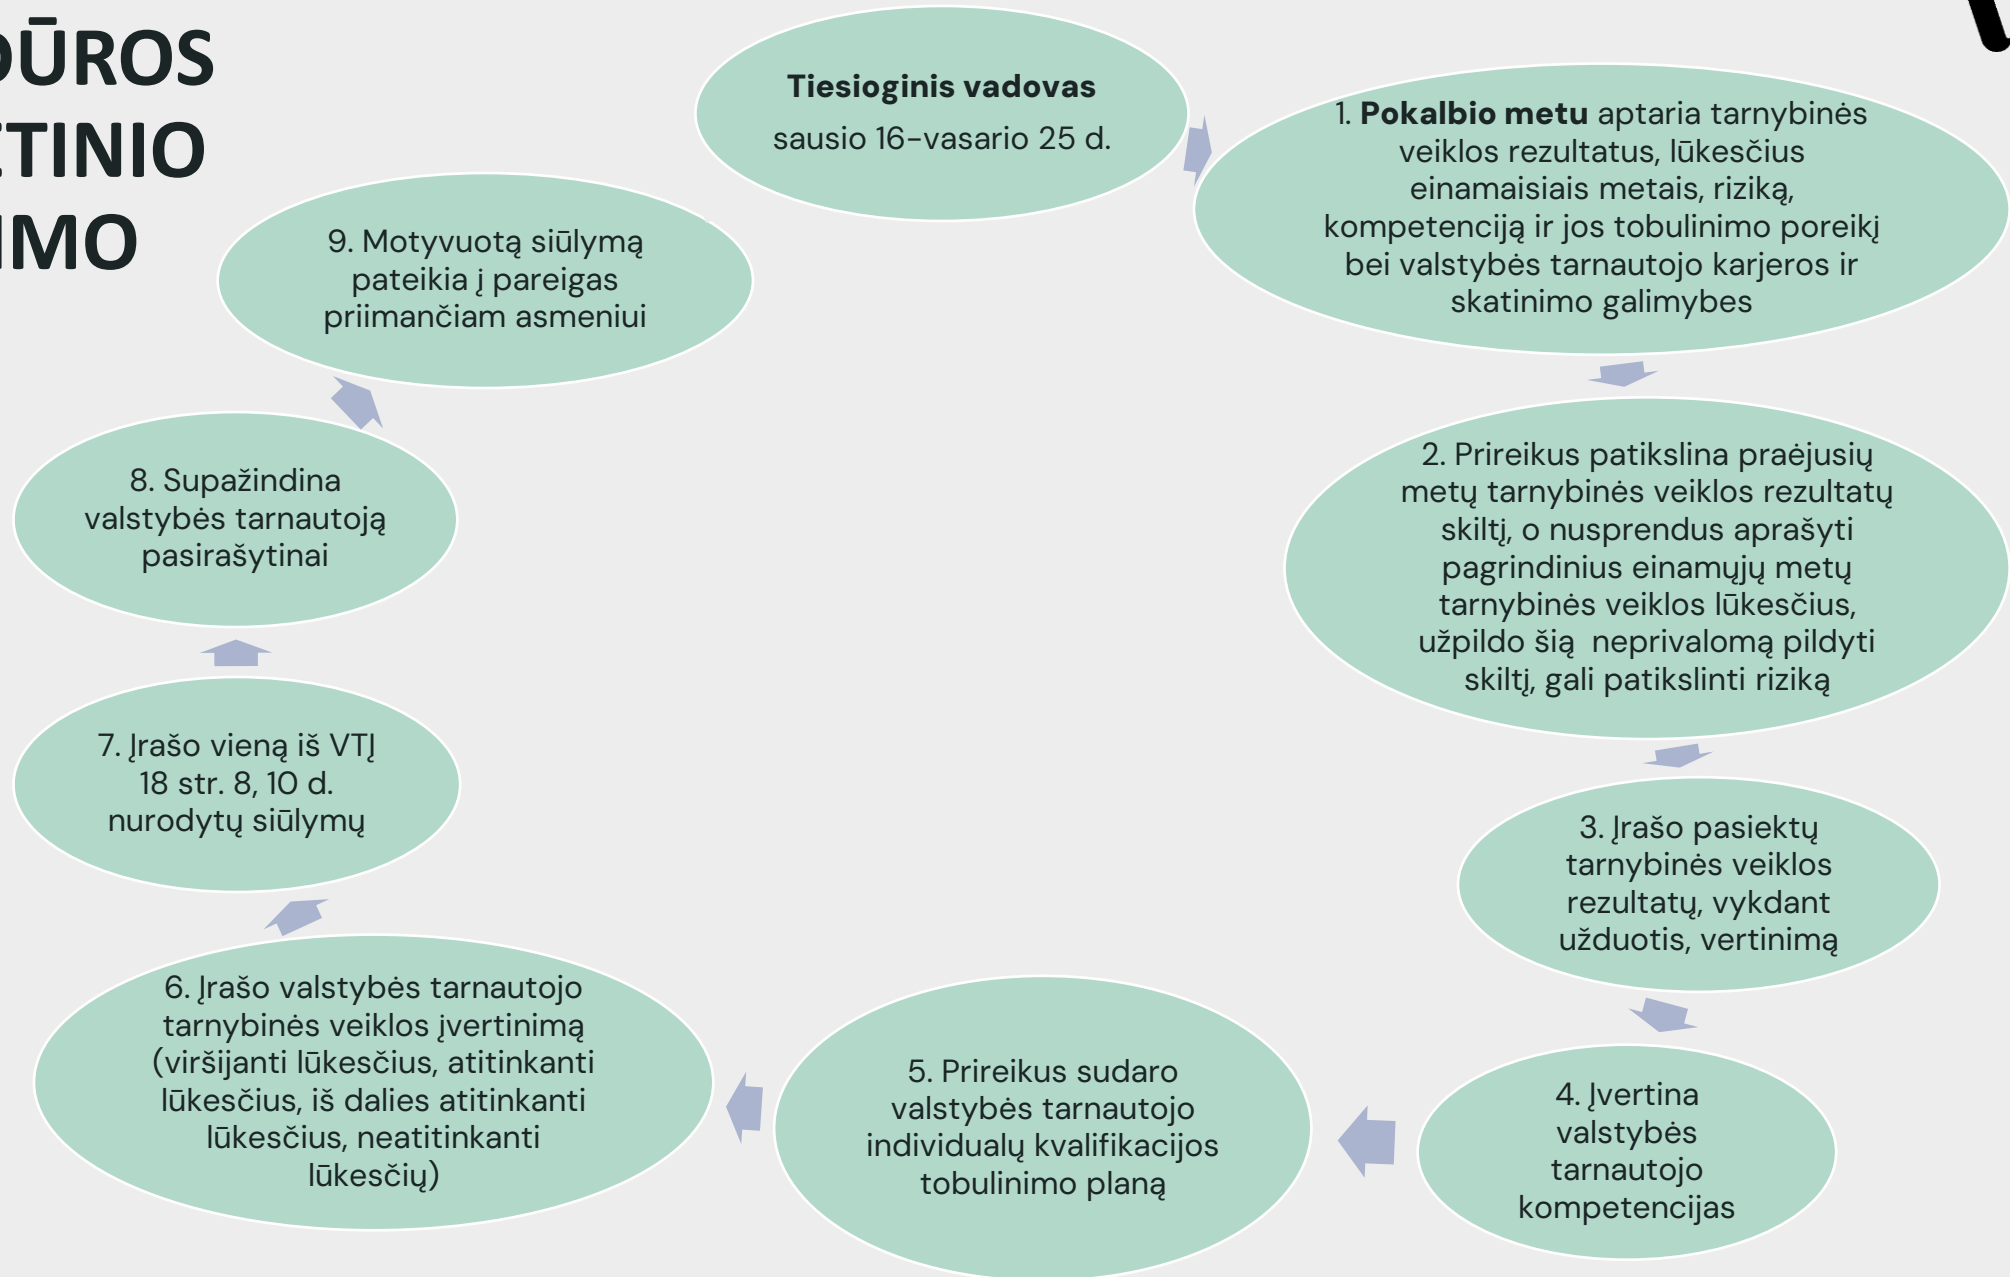 Tiesioginis vadovas
sausio 16–vasario 25 d.
1. Pokalbio metu aptaria tarnybinės
veiklos rezultatus, lūkesčius
einamaisiais metais, riziką,
kompetenciją ir jos tobulinimo poreikį
bei valstybės tarnautojo karjeros ir
skatinimo galimybes
2. Prireikus patikslina praėjusių
metų tarnybinės veiklos rezultatų
skiltį, o nusprendus aprašyti
pagrindinius einamųjų metų
tarnybinės veiklos lūkesčius,
užpildo šią neprivalomą pildyti
skiltį, gali patikslinti riziką
3. Įrašo pasiektų
tarnybinės veiklos
rezultatų, vykdant
užduotis, vertinimą
4. Įvertina
valstybės
tarnautojo
kompetencijas
5. Prireikus sudaro
valstybės tarnautojo
individualų kvalifikacijos
tobulinimo planą
6. Įrašo valstybės tarnautojo
tarnybinės veiklos įvertinimą
(viršijanti lūkesčius, atitinkanti
lūkesčius, iš dalies atitinkanti
lūkesčius, neatitinkanti
lūkesčių)
7. Įrašo vieną iš VTĮ
18 str. 8, 10 d.
nurodytų siūlymų
8. Supažindina
valstybės tarnautoją
pasirašytinai
9. Motyvuotą siūlymą
pateikia į pareigas
priimančiam asmeniui